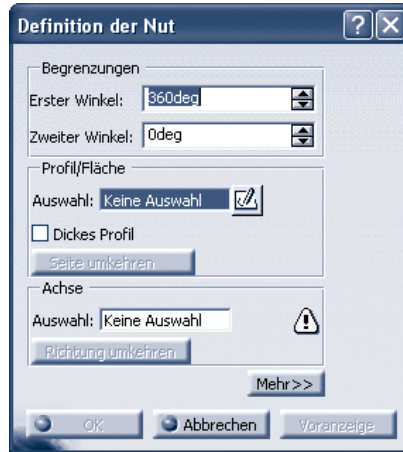 Definition der Nut
Begrenzungen
Erster Winkel: 360deg
Zweiter Winkel: 0deg
Profil/Fläche
Auswahl: Keine Auswahl
Dickes Profil
Seite umkehren
Achse
Auswahl: Keine Auswahl
Richtung umkehren
Mehr>>
OK Abbrechen Voranzeige